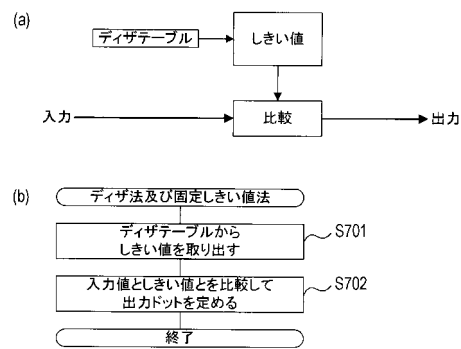 (a)
ディザテーブル
しきい値
入力
比較
出力
(b)
ディザ法及び固定しきい値法
ディザテーブルから
しきい値を取り出す
S701
入力値としきい値とを比較して
出力ドットを定める
S702
終了